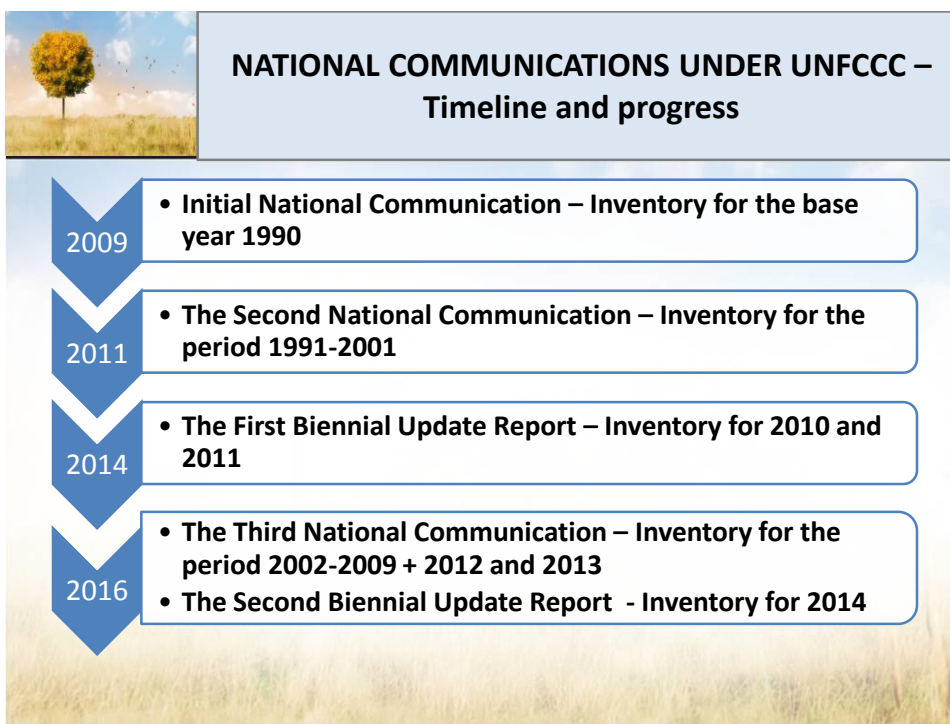 NATIONAL COMMUNICATIONS UNDER UNFCCC –
Timeline and progress
2009
• Initial National Communication – Inventory for the base
year 1990
2011
• The Second National Communication – Inventory for the
period 1991-2001
2014
• The First Biennial Update Report – Inventory for 2010 and
2011
2016
• The Third National Communication – Inventory for the
period 2002-2009 + 2012 and 2013
• The Second Biennial Update Report - Inventory for 2014